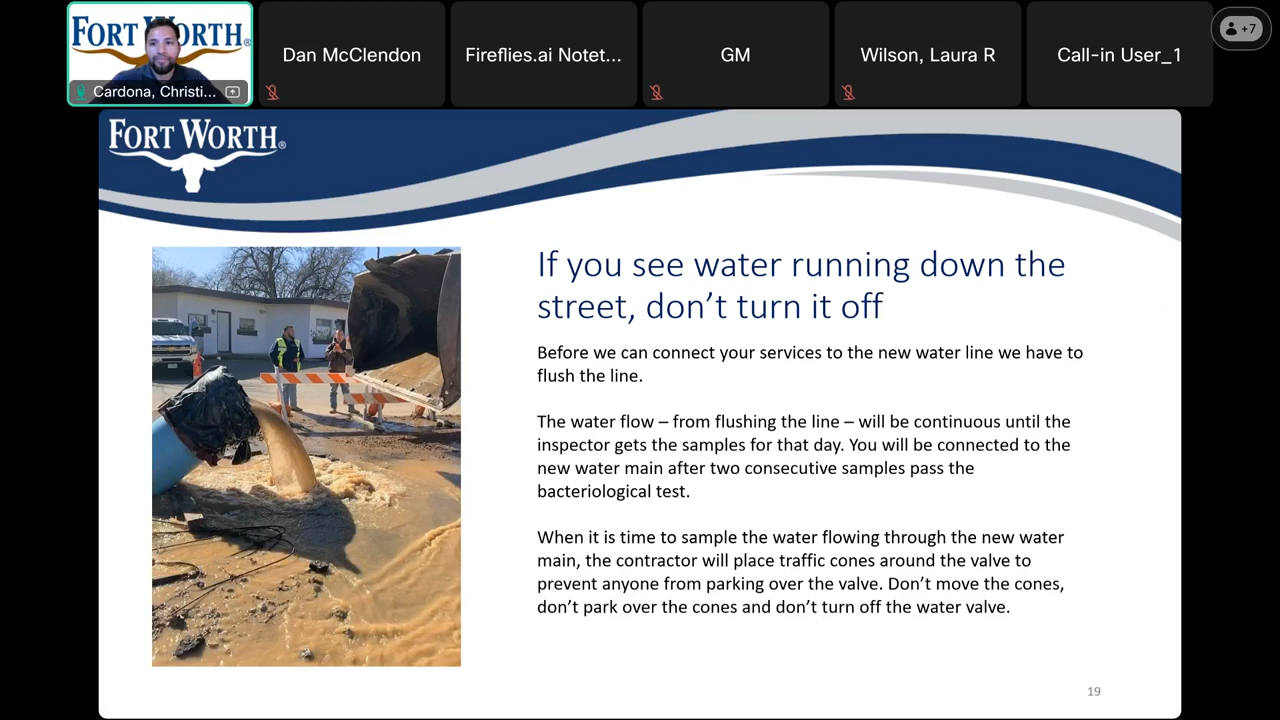 FORT WORTH®
Cardona, Christi...
Dan McClendon
Fireflies.ai Notet...
GM
Wilson, Laura R
Call-in User_1
+7
FORT WORTH®
If you see water running down the
street, don’t turn it off
Before we can connect your services to the new water line we have to
flush the line.
The water flow – from flushing the line – will be continuous until the
inspector gets the samples for that day. You will be connected to the
new water main after two consecutive samples pass the
bacteriological test.
When it is time to sample the water flowing through the new water
main, the contractor will place traffic cones around the valve to
prevent anyone from parking over the valve. Don’t move the cones,
don’t park over the cones and don’t turn off the water valve.
19